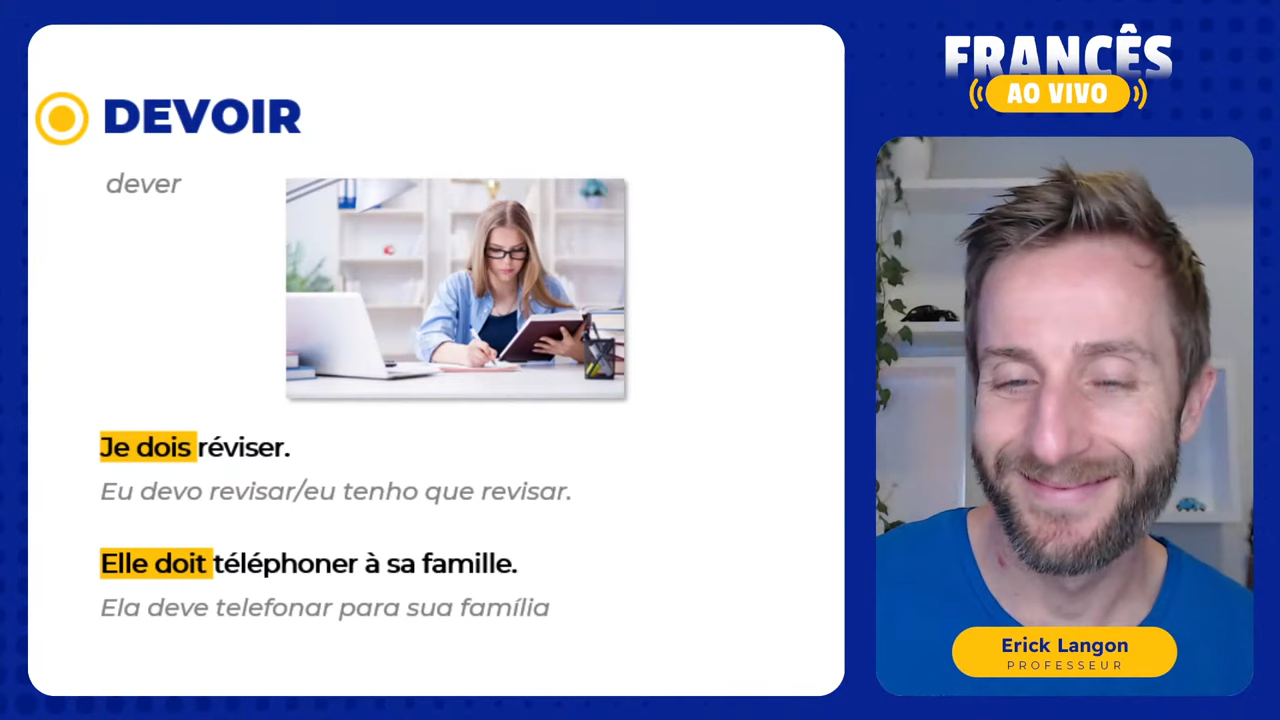 DEVOIR
dever
Je dois réviser.
Eu devo revisar/eu tenho que revisar.
Elle doit téléphoner à sa famille.
Ela deve telefonar para sua família
FRANCÊS
AO VIVO
Erick Langon
PROFESSEUR